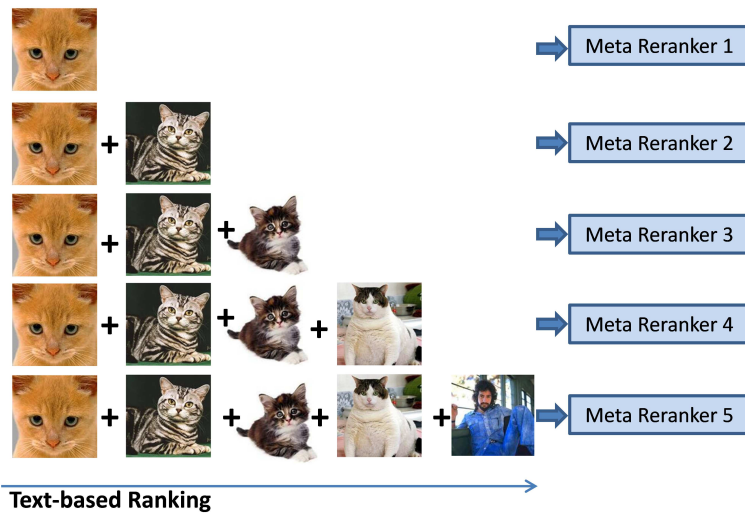 Meta Reranker 1
+
Meta Reranker 2
+
+
Meta Reranker 3
+
+
+
Meta Reranker 4
+
+
+
+
Meta Reranker 5
Text-based Ranking